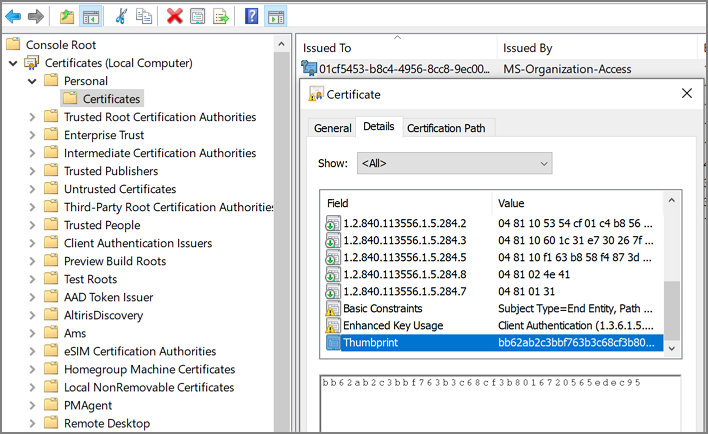 Console Root
Certificates (Local Computer)
Personal
Certificates
Trusted Root Certification Authorities
Enterprise Trust
Intermediate Certification Authorities
Trusted Publishers
Untrusted Certificates
Third-Party Root Certification Authorities
Trusted People
Client Authentication Issuers
Preview Build Roots
Test Roots
AAD Token Issuer
AltirisDiscovery
Ams
eSIM Certification Authorities
Homegroup Machine Certificates
Local NonRemovable Certificates
PMAgent
Remote Desktop
Issued To Issued By
01cf5453-b8c4-4956-8cc8-9ec00... MS-Organization-Access
Certificate
General Details Certification Path
Show: <All>
Field Value
1.2.840.113556.1.5.284.2 04 81 10 53 54 cf 01 c4 b8 56 ...
1.2.840.113556.1.5.284.3 04 81 10 60 1c 31 e7 30 26 7f ...
1.2.840.113556.1.5.284.5 04 81 10 f1 63 b8 58 f4 87 3d ...
1.2.840.113556.1.5.284.8 04 81 02 4e 41
1.2.840.113556.1.5.284.7 04 81 01 31
Basic Constraints Subject Type=End Entity, Path ...
Enhanced Key Usage Client Authentication (1.3.6.1.5....
Thumbprint bb62ab2c3bbf763b3c68cf3b80...
bb62ab2c3bbf763b3c68cf3b8016720565edec95